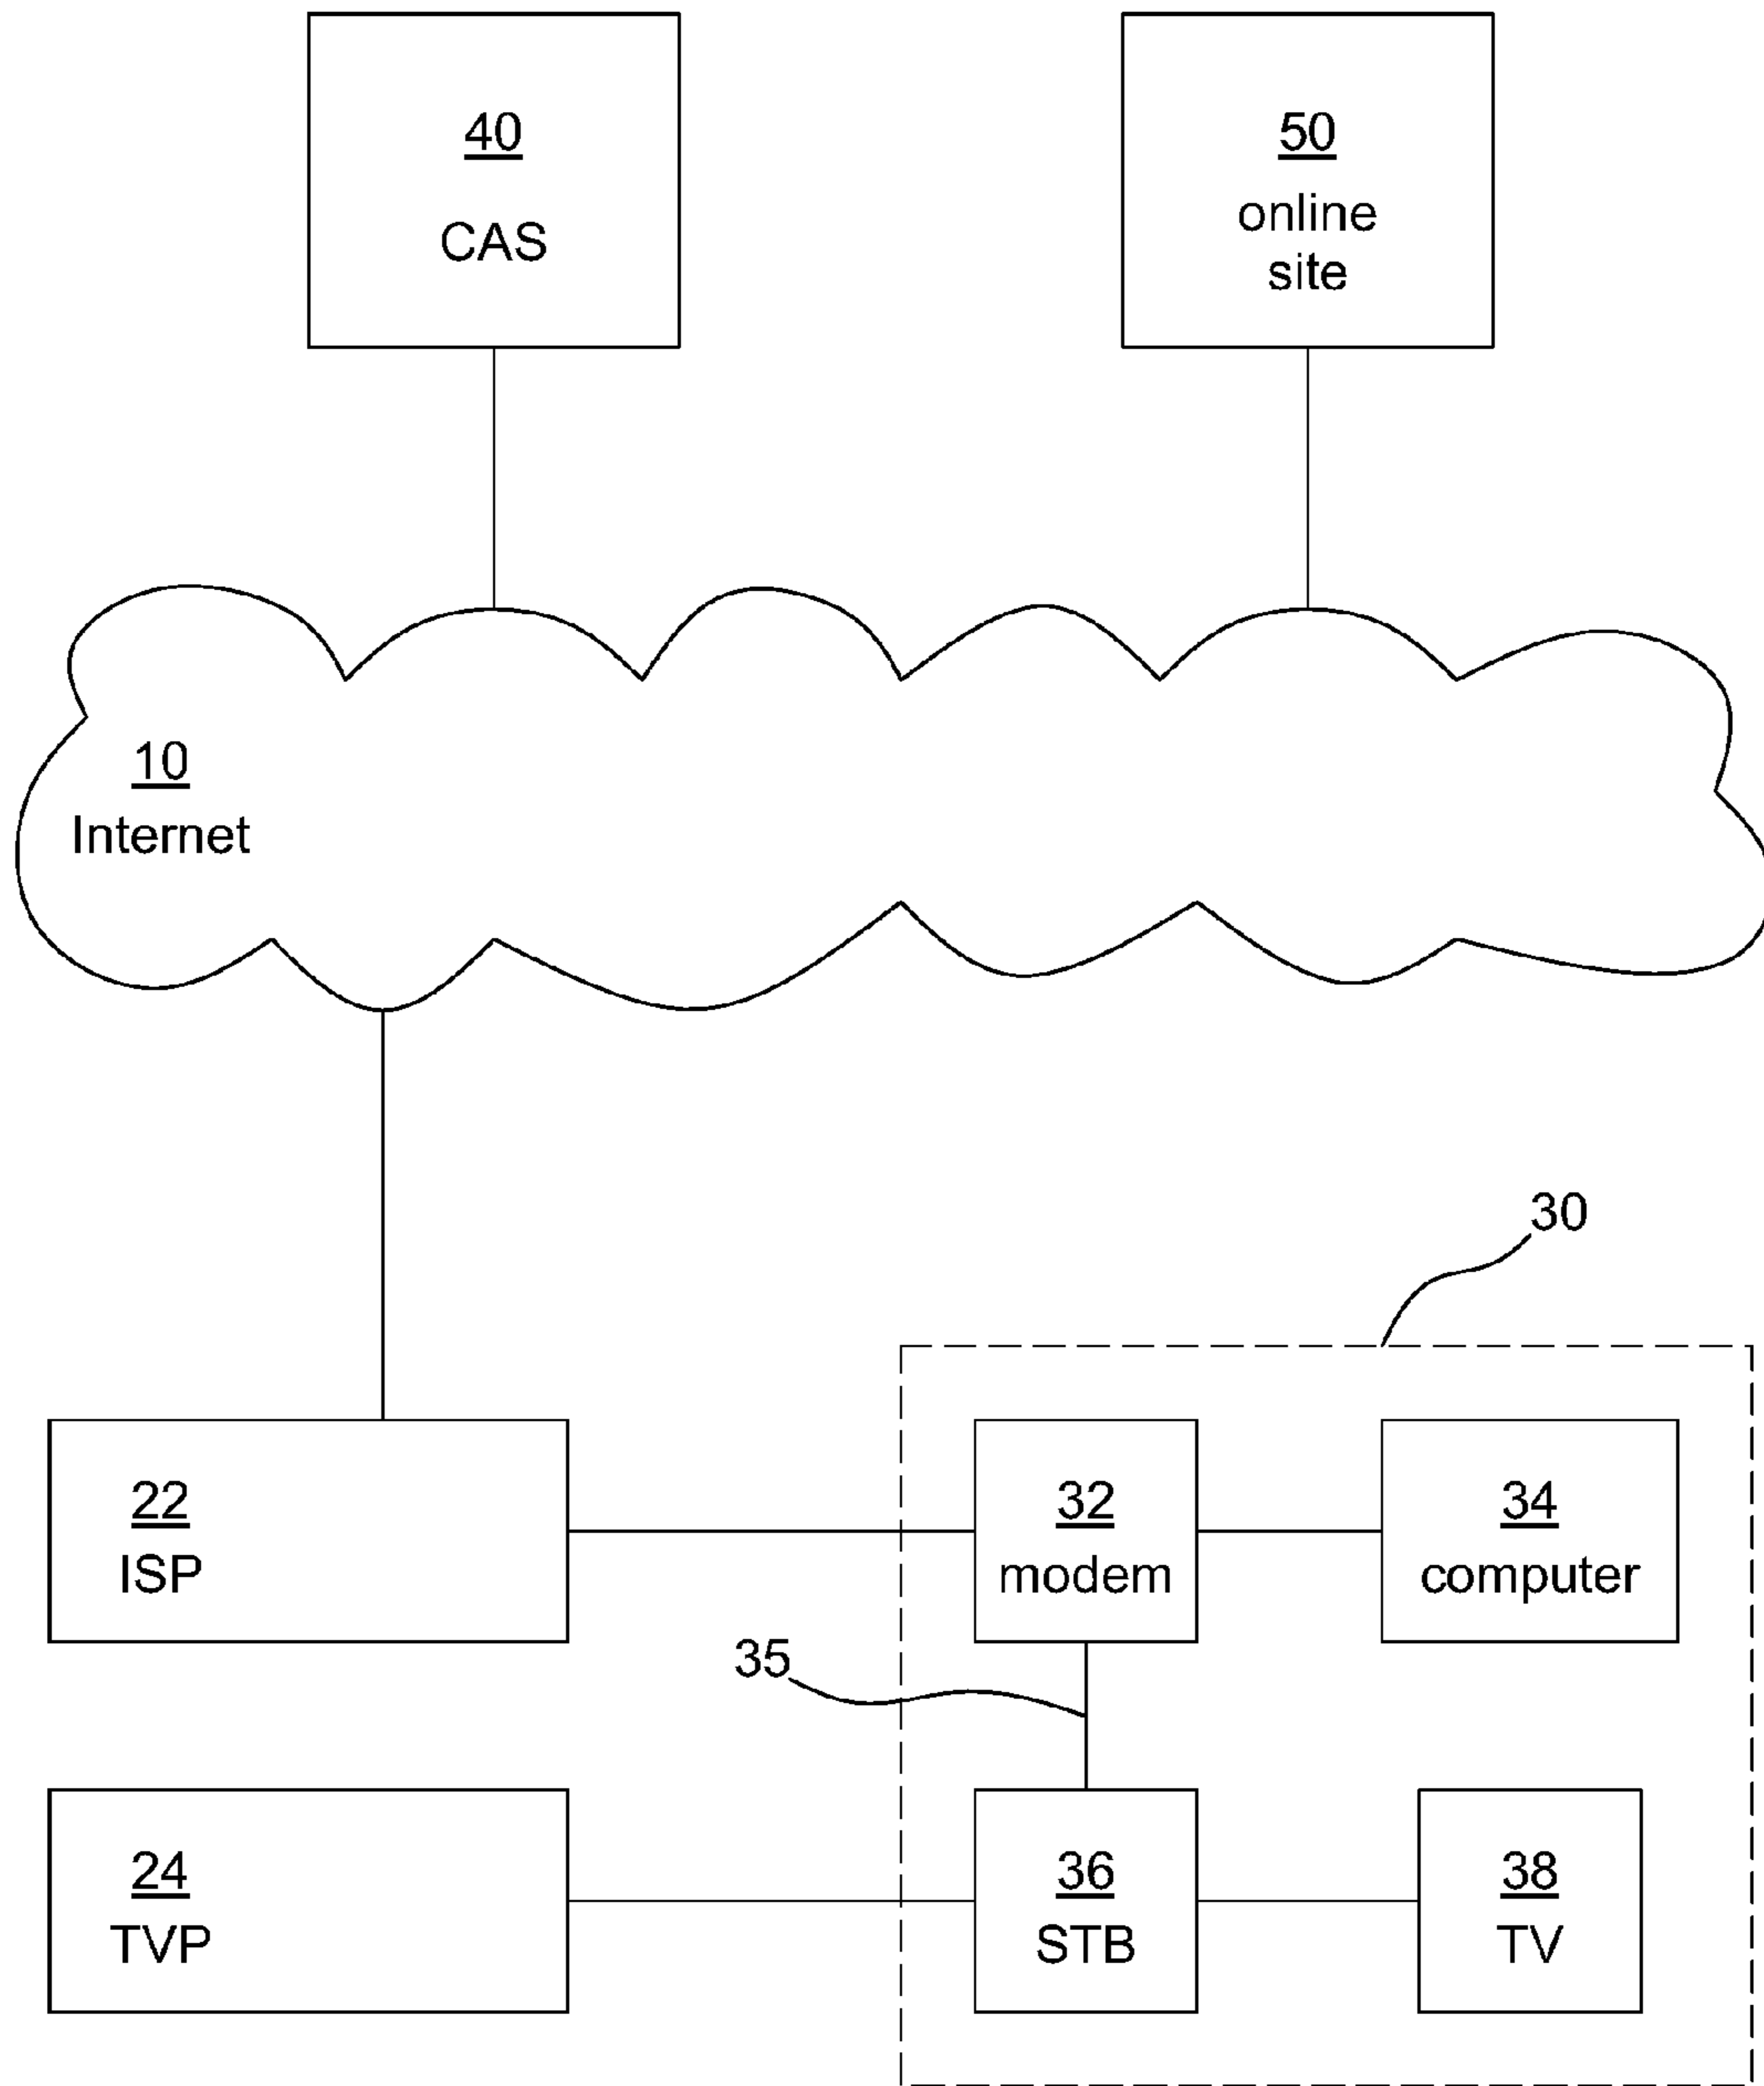 40
CAS
50
online
site
10
Internet
30
22
ISP
32
modem
34
computer
35
24
TVP
36
STB
38
TV